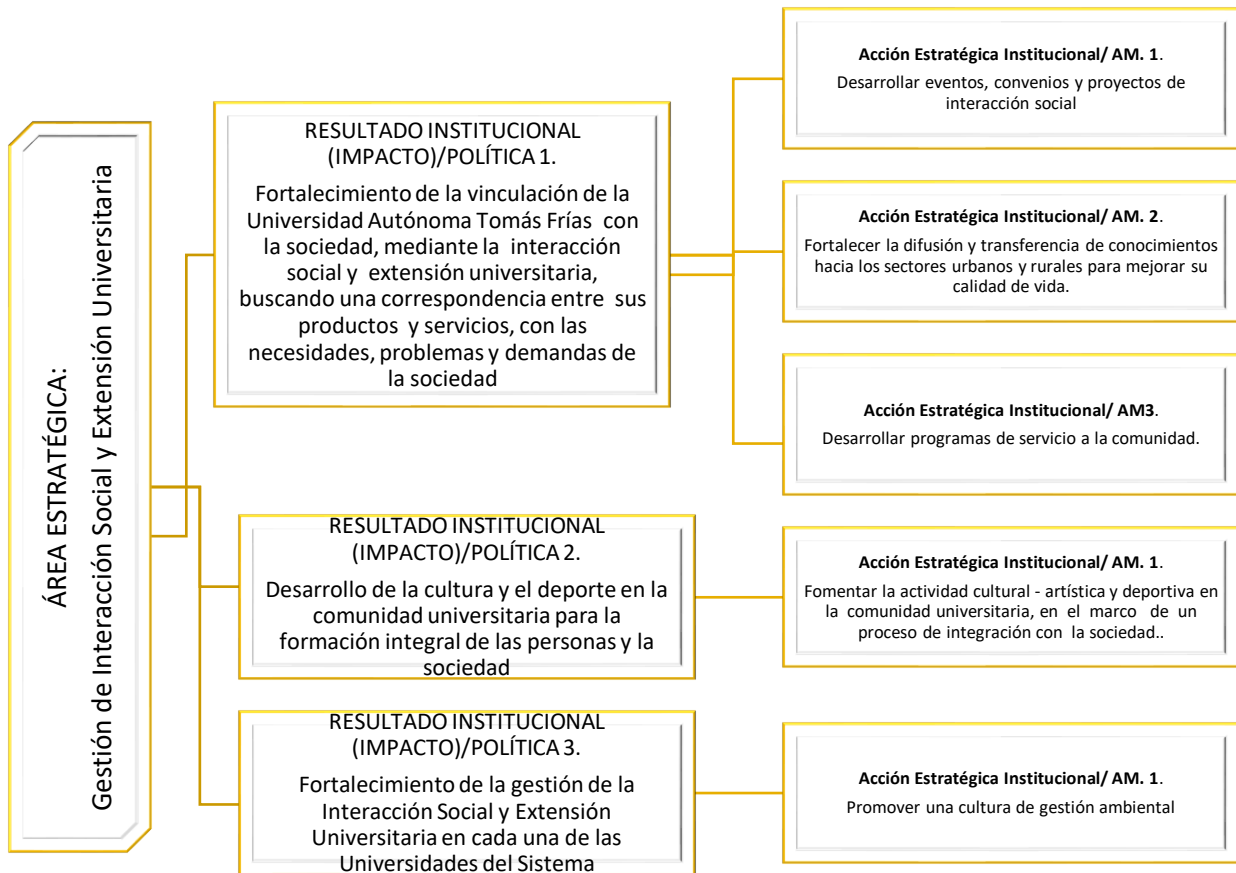 ÁREA ESTRATÉGICA:
Gestión de Interacción Social y Extensión Universitaria
RESULTADO INSTITUCIONAL
(IMPACTO)/POLÍTICA 1.
Fortalecimiento de la vinculación de la
Universidad Autónoma Tomás Frías con
la sociedad, mediante la interacción
social y extensión universitaria,
buscando una correspondencia entre sus
productos y servicios, con las
necesidades, problemas y demandas de
la sociedad
Acción Estratégica Institucional/ AM. 1.
Desarrollar eventos, convenios y proyectos de
interacción social
Acción Estratégica Institucional/ AM. 2.
Fortalecer la difusión y transferencia de conocimientos
hacia los sectores urbanos y rurales para mejorar su
calidad de vida.
Acción Estratégica Institucional/ AM3.
Desarrollar programas de servicio a la comunidad.
RESULTADO INSTITUCIONAL
(IMPACTO)/POLÍTICA 2.
Desarrollo de la cultura y el deporte en la
comunidad universitaria para la
formación integral de las personas y la
sociedad
Acción Estratégica Institucional/ AM. 1.
Fomentar la actividad cultural - artística y deportiva en
la comunidad universitaria, en el marco de un
proceso de integración con la sociedad..
RESULTADO INSTITUCIONAL
(IMPACTO)/POLÍTICA 3.
Fortalecimiento de la gestión de la
Interacción Social y Extensión
Universitaria en cada una de las
Universidades del Sistema
Acción Estratégica Institucional/ AM. 1.
Promover una cultura de gestión ambiental